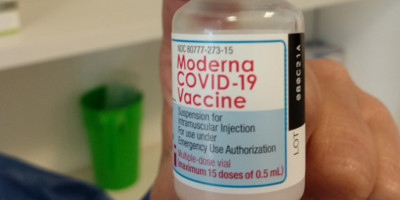 NDC 80777-273-15
Moderna
COVID-19
Vaccine
Suspension for
Intramuscular Injection
For use under
Emergency Use Authorization
Multiple-dose vial
(maximum 15 doses of 0.5 mL)
LOT